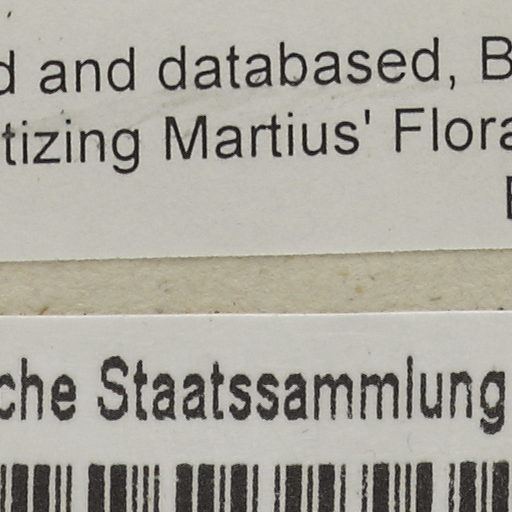 d and databased, B
tizing Martius' Flora
che Staatssammlung